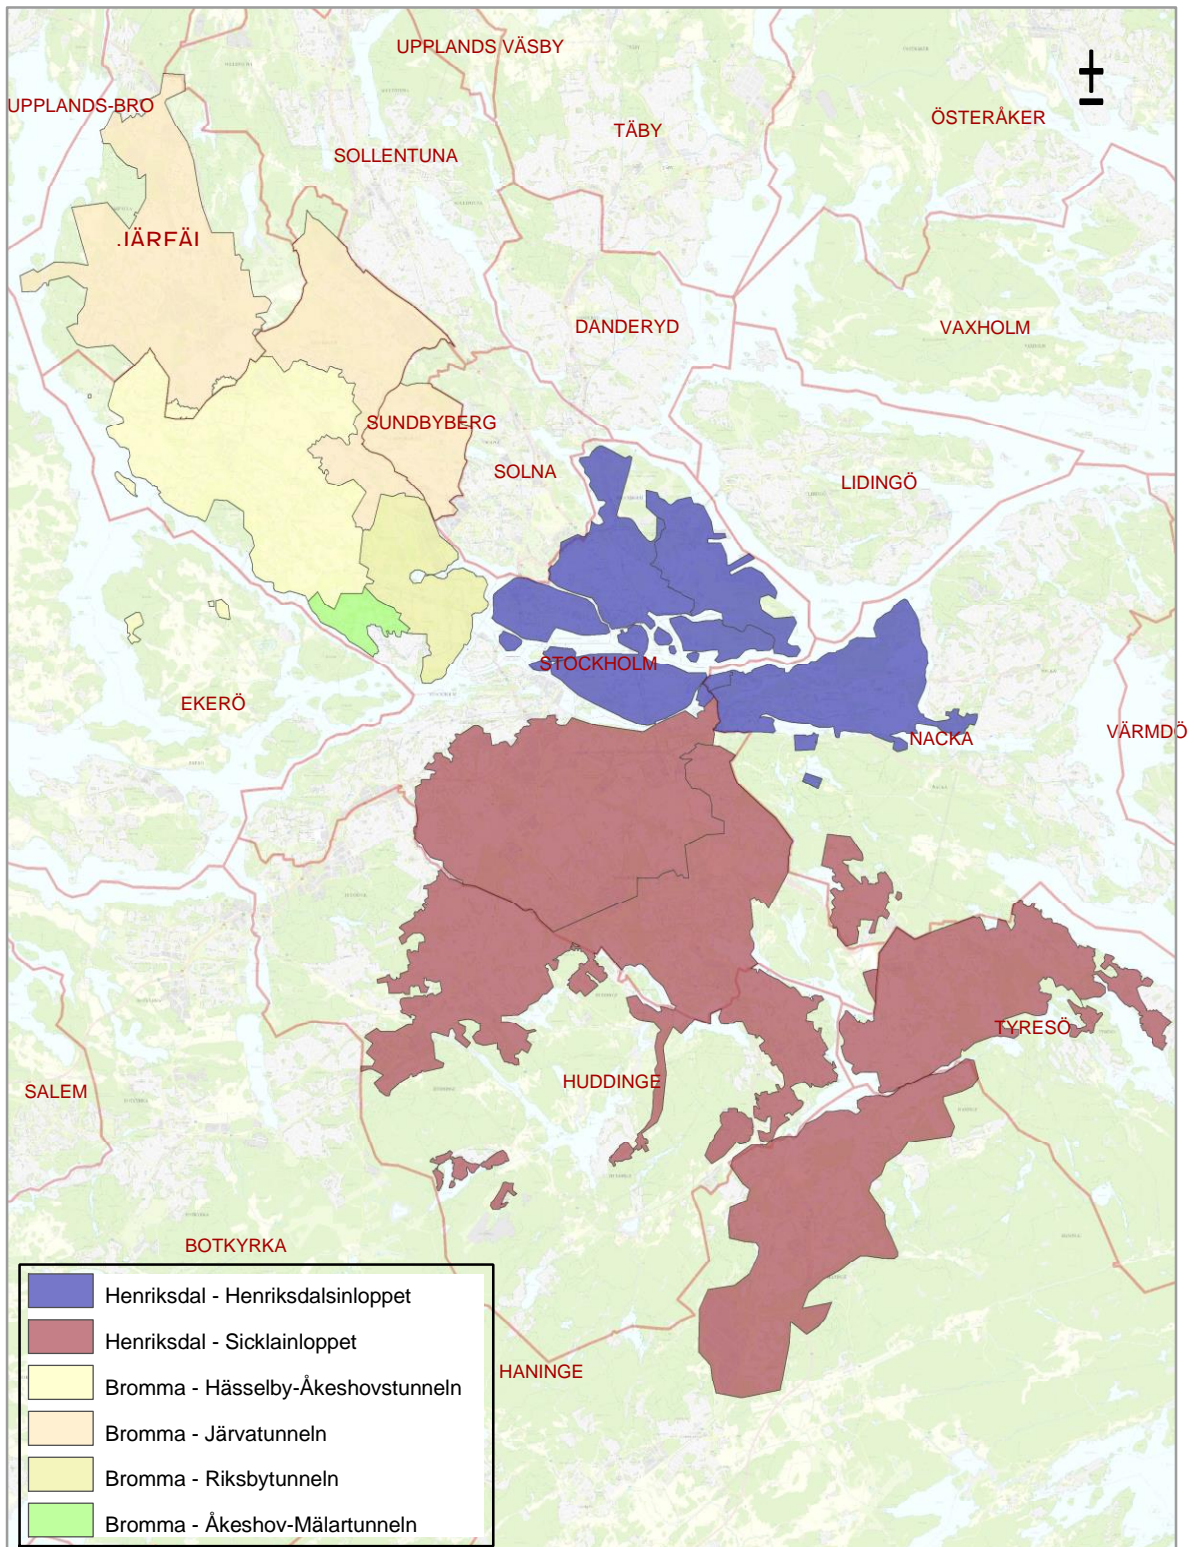 UPPLANDS VÄSBY
UPPLANDS-BRO
TÄBY
ÖSTERÅKER
SOLLENTUNA
JÄRFÄL
DANDERYD
VAXHOLM
SUNDBYBERG
SOLNA
LIDINGÖ
STOCKHOLM
EKERÖ
NACKA
VÄRMDÖ
TYRESÖ
HUDDINGE
SALEM
BOTKYRKA
HANINGE
Henriksdal - Henriksdalsinloppet
Henriksdal - Sicklainloppet
Bromma - Hässelby-Åkeshovstunneln
Bromma - Järvatunneln
Bromma - Riksbytunneln
Bromma - Åkeshov-Mälartunneln